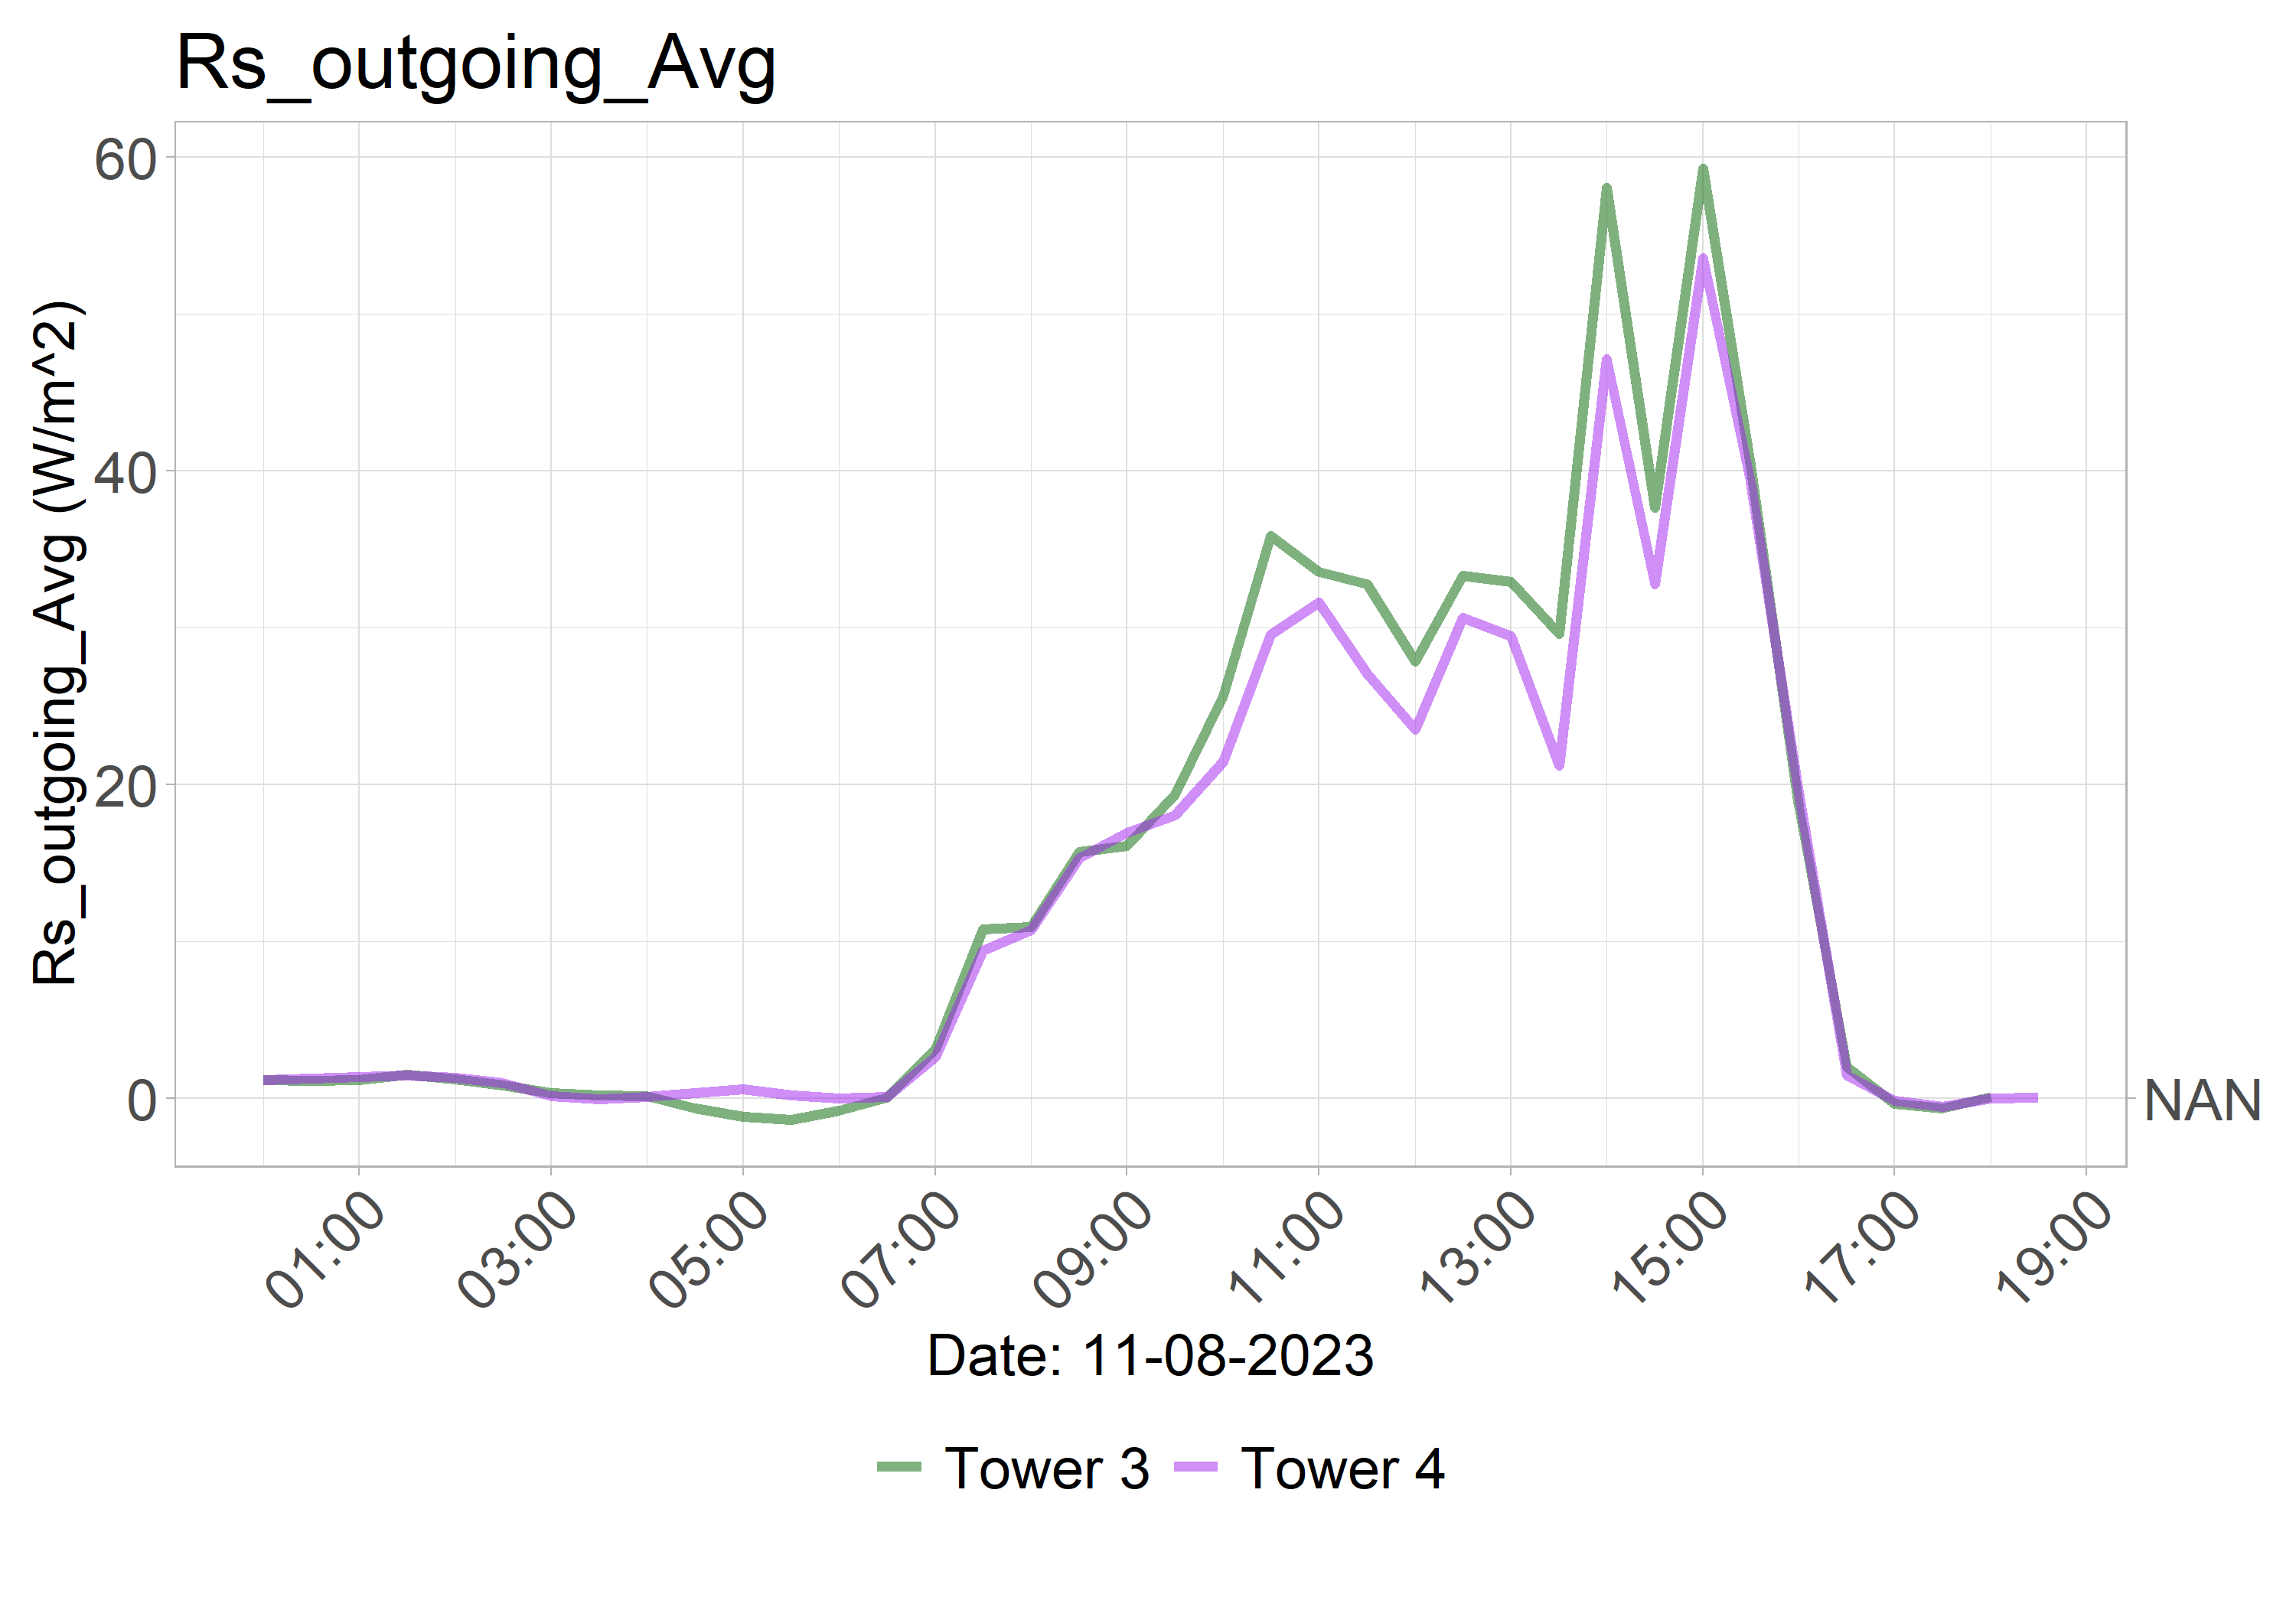 Rs_outgoing_Avg
Rs_outgoing_Avg (W/m^2)
60
40
20
0
NAN
01:00 03:00 05:00 07:00 09:00 11:00 13:00 15:00 17:00 19:00
Date: 11-08-2023
Tower 3 Tower 4